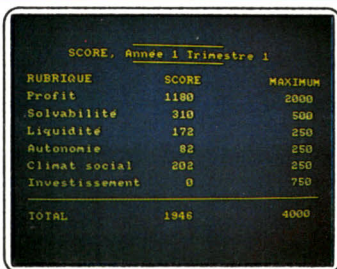 SCORE, Année 1 Trimestre 1
RUBRIQUE SCORE MAXIMUM
Profit 1180 2000
Solvabilité 310 500
Liquidité 172 250
Autonomie 82 250
Climat social 202 250
Investissement 0 750
TOTAL 1946 4000